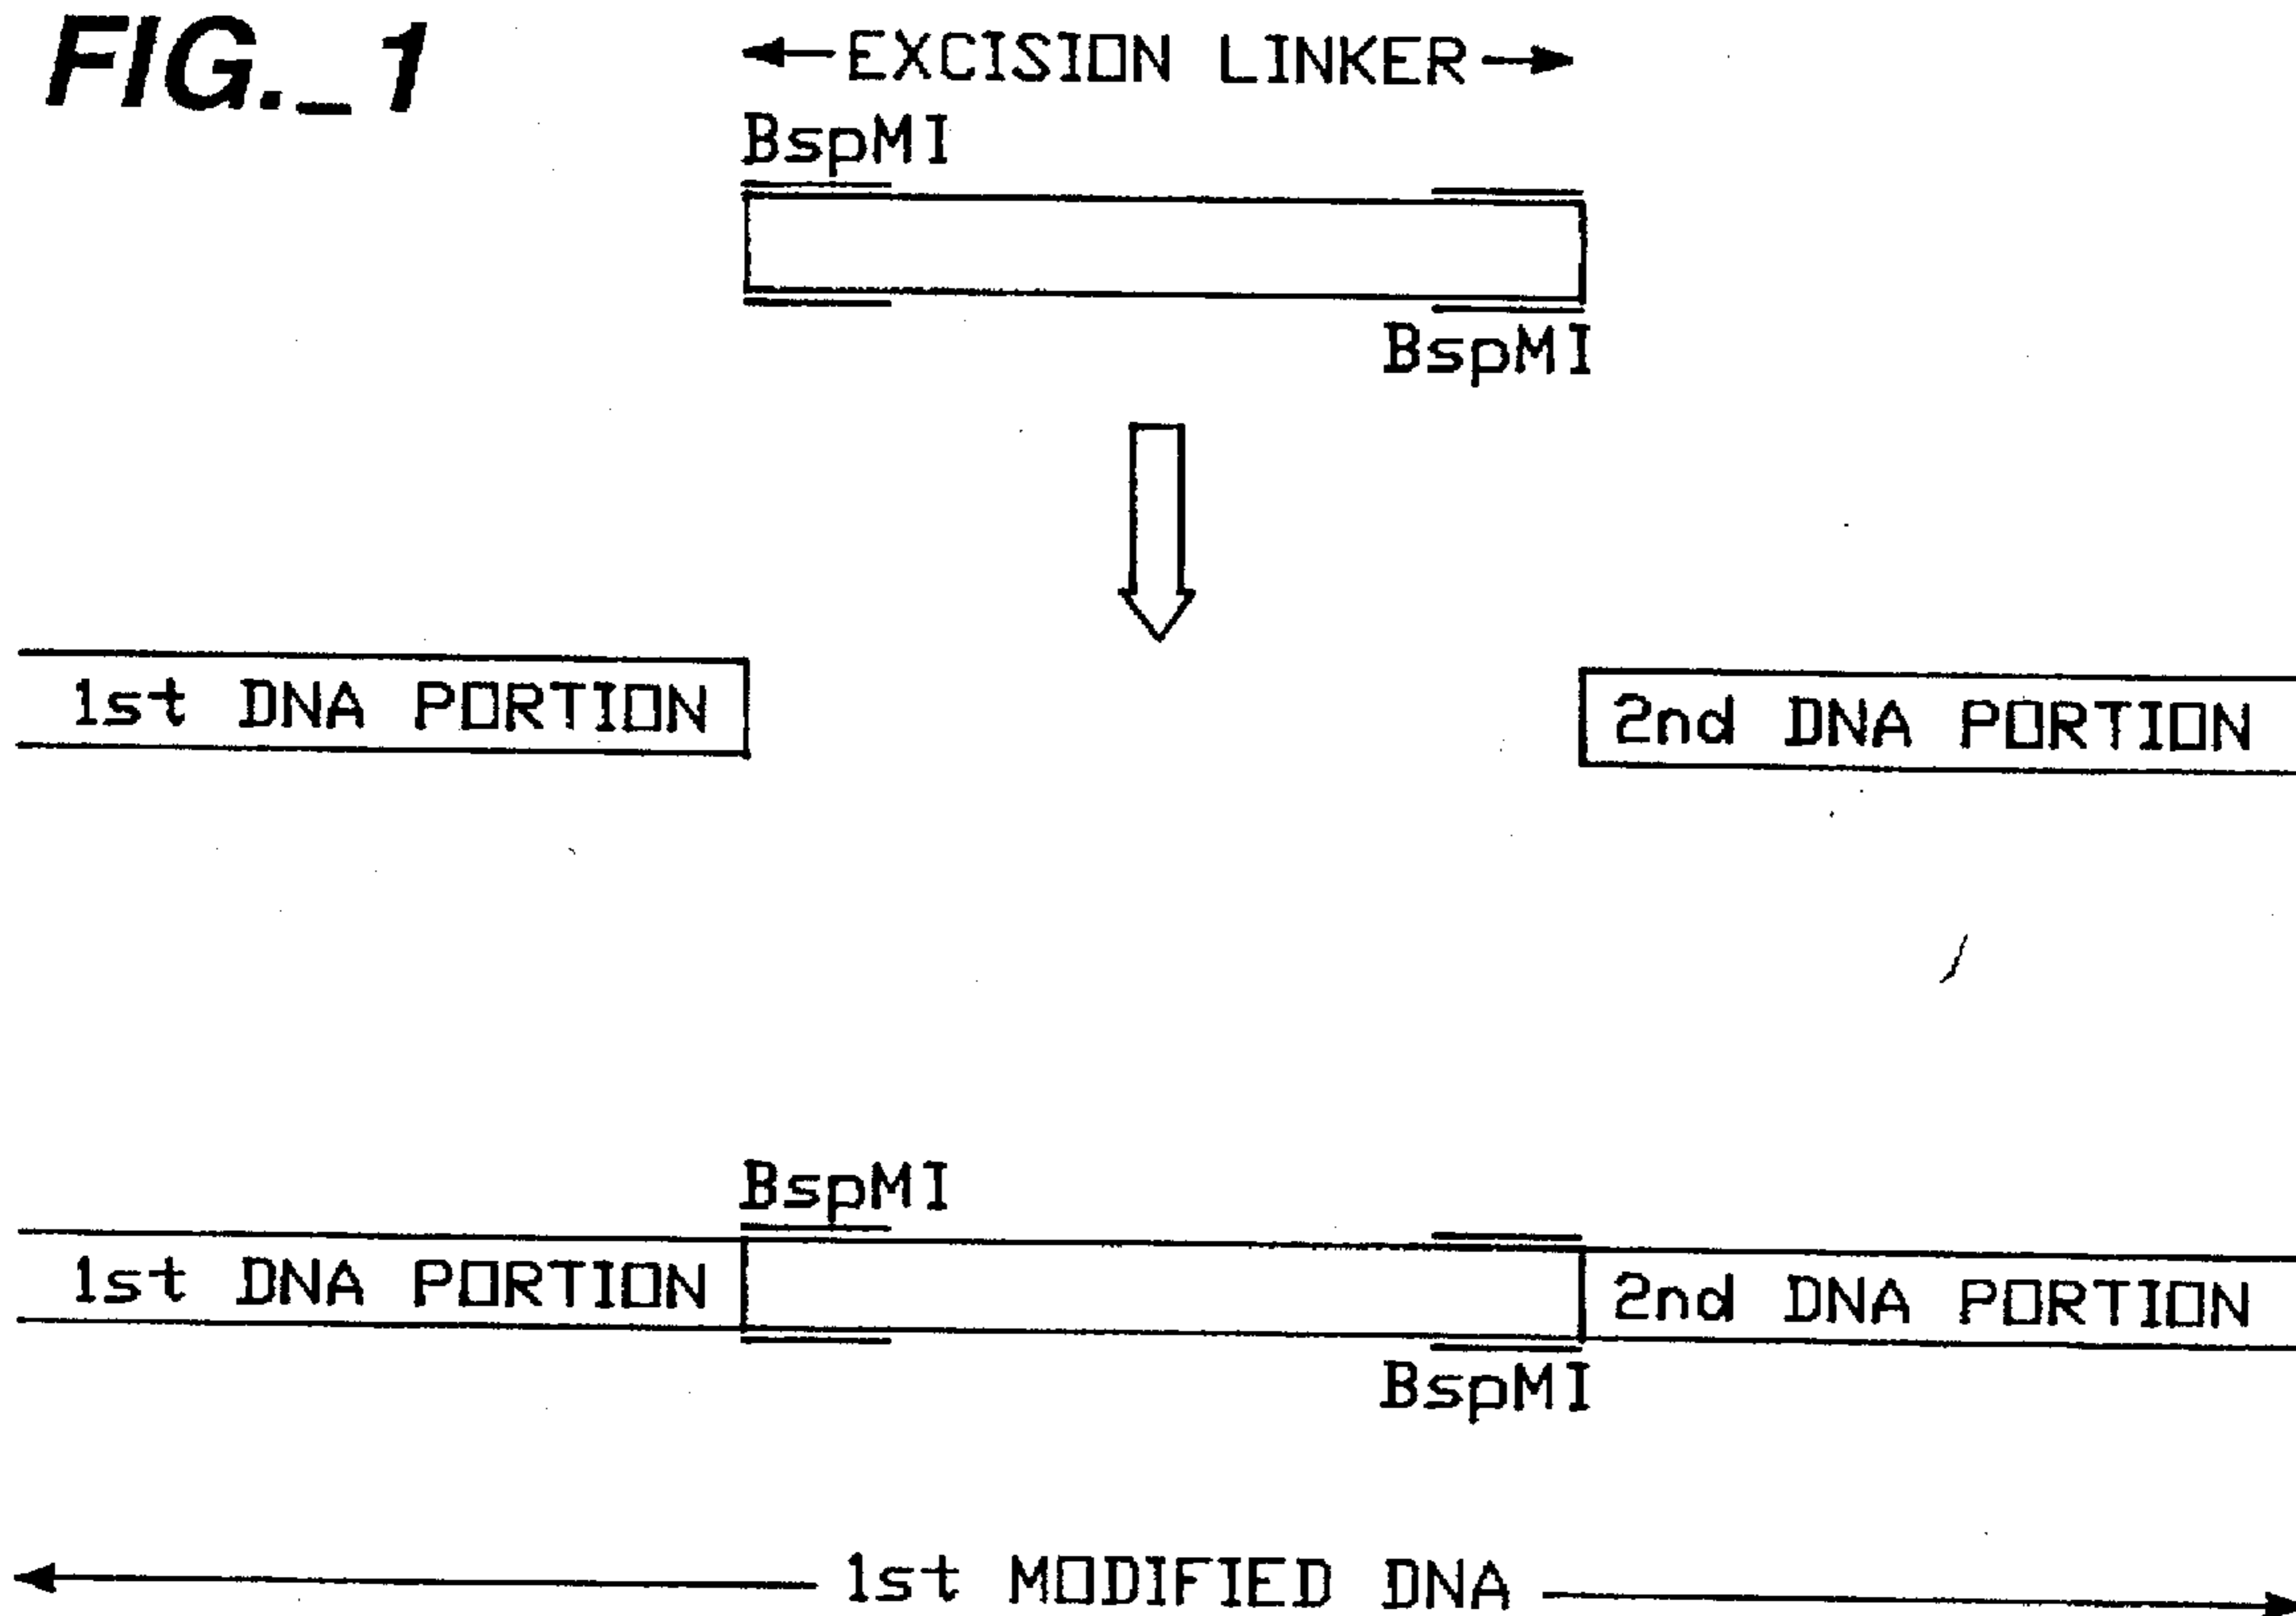 FIG._1
EXCISION LINKER
BspMI
BspMI
1st DNA PORTION
2nd DNA PORTION
BspMI
1st DNA PORTION
2nd DNA PORTION
BspMI
1st MODIFIED DNA